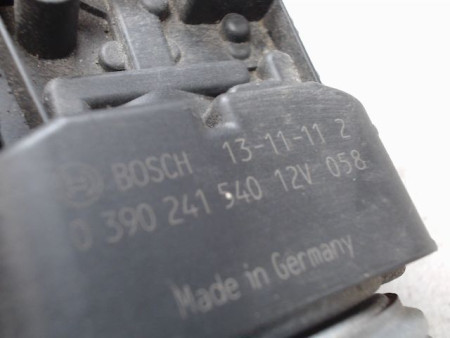 BOSCH 13-11-11 2
0 390 241 540 12V 058
Made in Germany